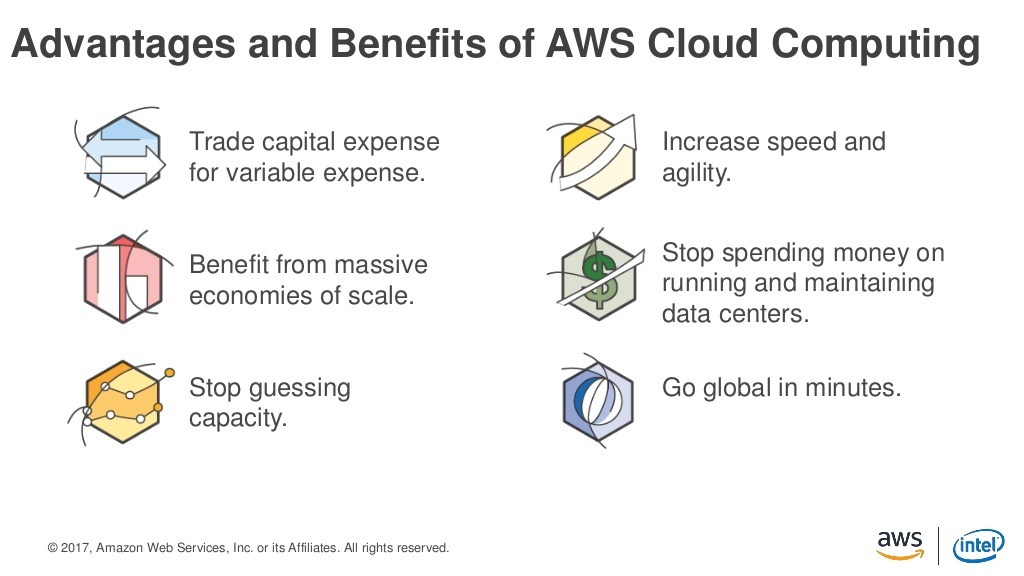 Advantages and Benefits of AWS Cloud Computing
Trade capital expense
for variable expense.
Benefit from massive
economies of scale.
Stop guessing
capacity.
Increase speed and
agility.
Stop spending money on
running and maintaining
data centers.
Go global in minutes.
© 2017, Amazon Web Services, Inc. or its Affiliates. All rights reserved.
aws
intel